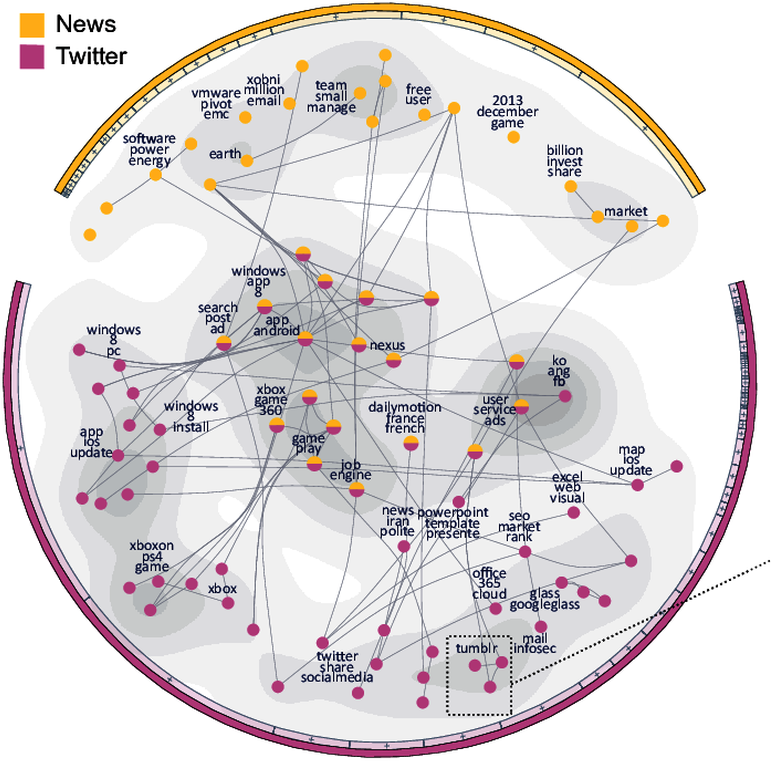 News
Twitter
xobni
million
email
team
small
manage
free
user
vmware
pivot
emc
2013
december
game
software
power
energy
earth
billion
invest
share
market
windows
app
8
search
post
ad
app
android
nexus
windows
8
pc
ko
ang
fb
xbox
game
360
user
service
ads
windows
8
install
dailymotion
france
french
app
ios
update
game
play
job
engine
map
ios
update
excel
web
visual
news
iran
polite
powerpoint
template
presente
seo
market
rank
xboxon
ps4
game
xbox
office
365
cloud
glass
googleglass
mail
infosec
tumblr
twitter
share
socialmedia